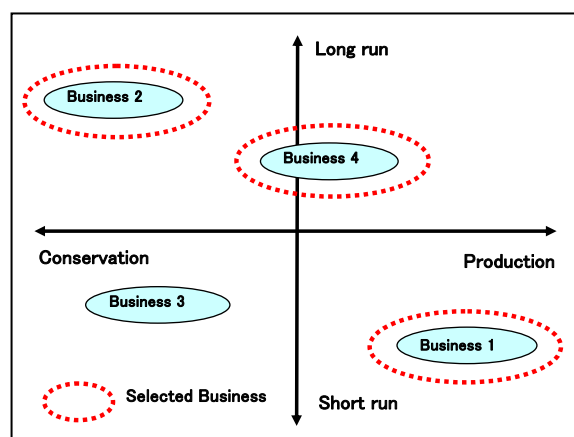 Long run
Business 2
Business 4
Conservation
Production
Business 3
Business 1
Selected Business
Short run